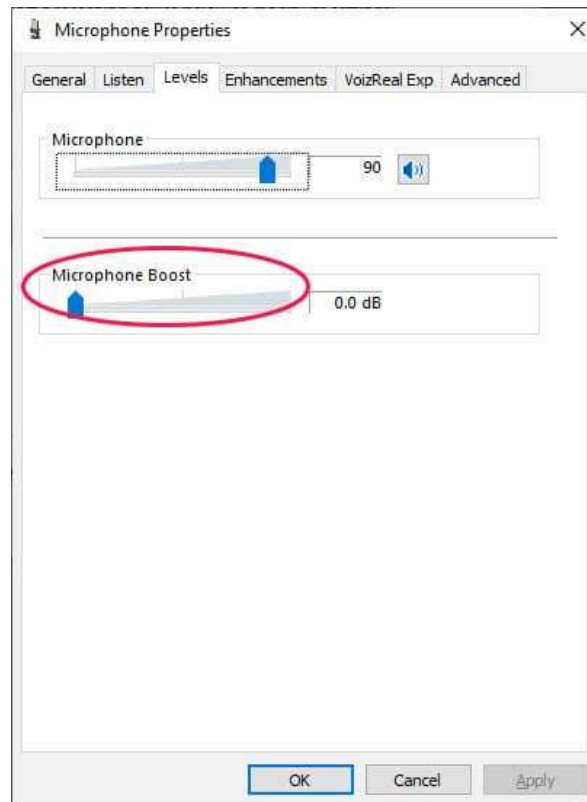 Microphone Properties
General Listen Levels Enhancements VoizReal Exp Advanced
Microphone
90
Microphone Boost
0.0 dB
OK Cancel Apply